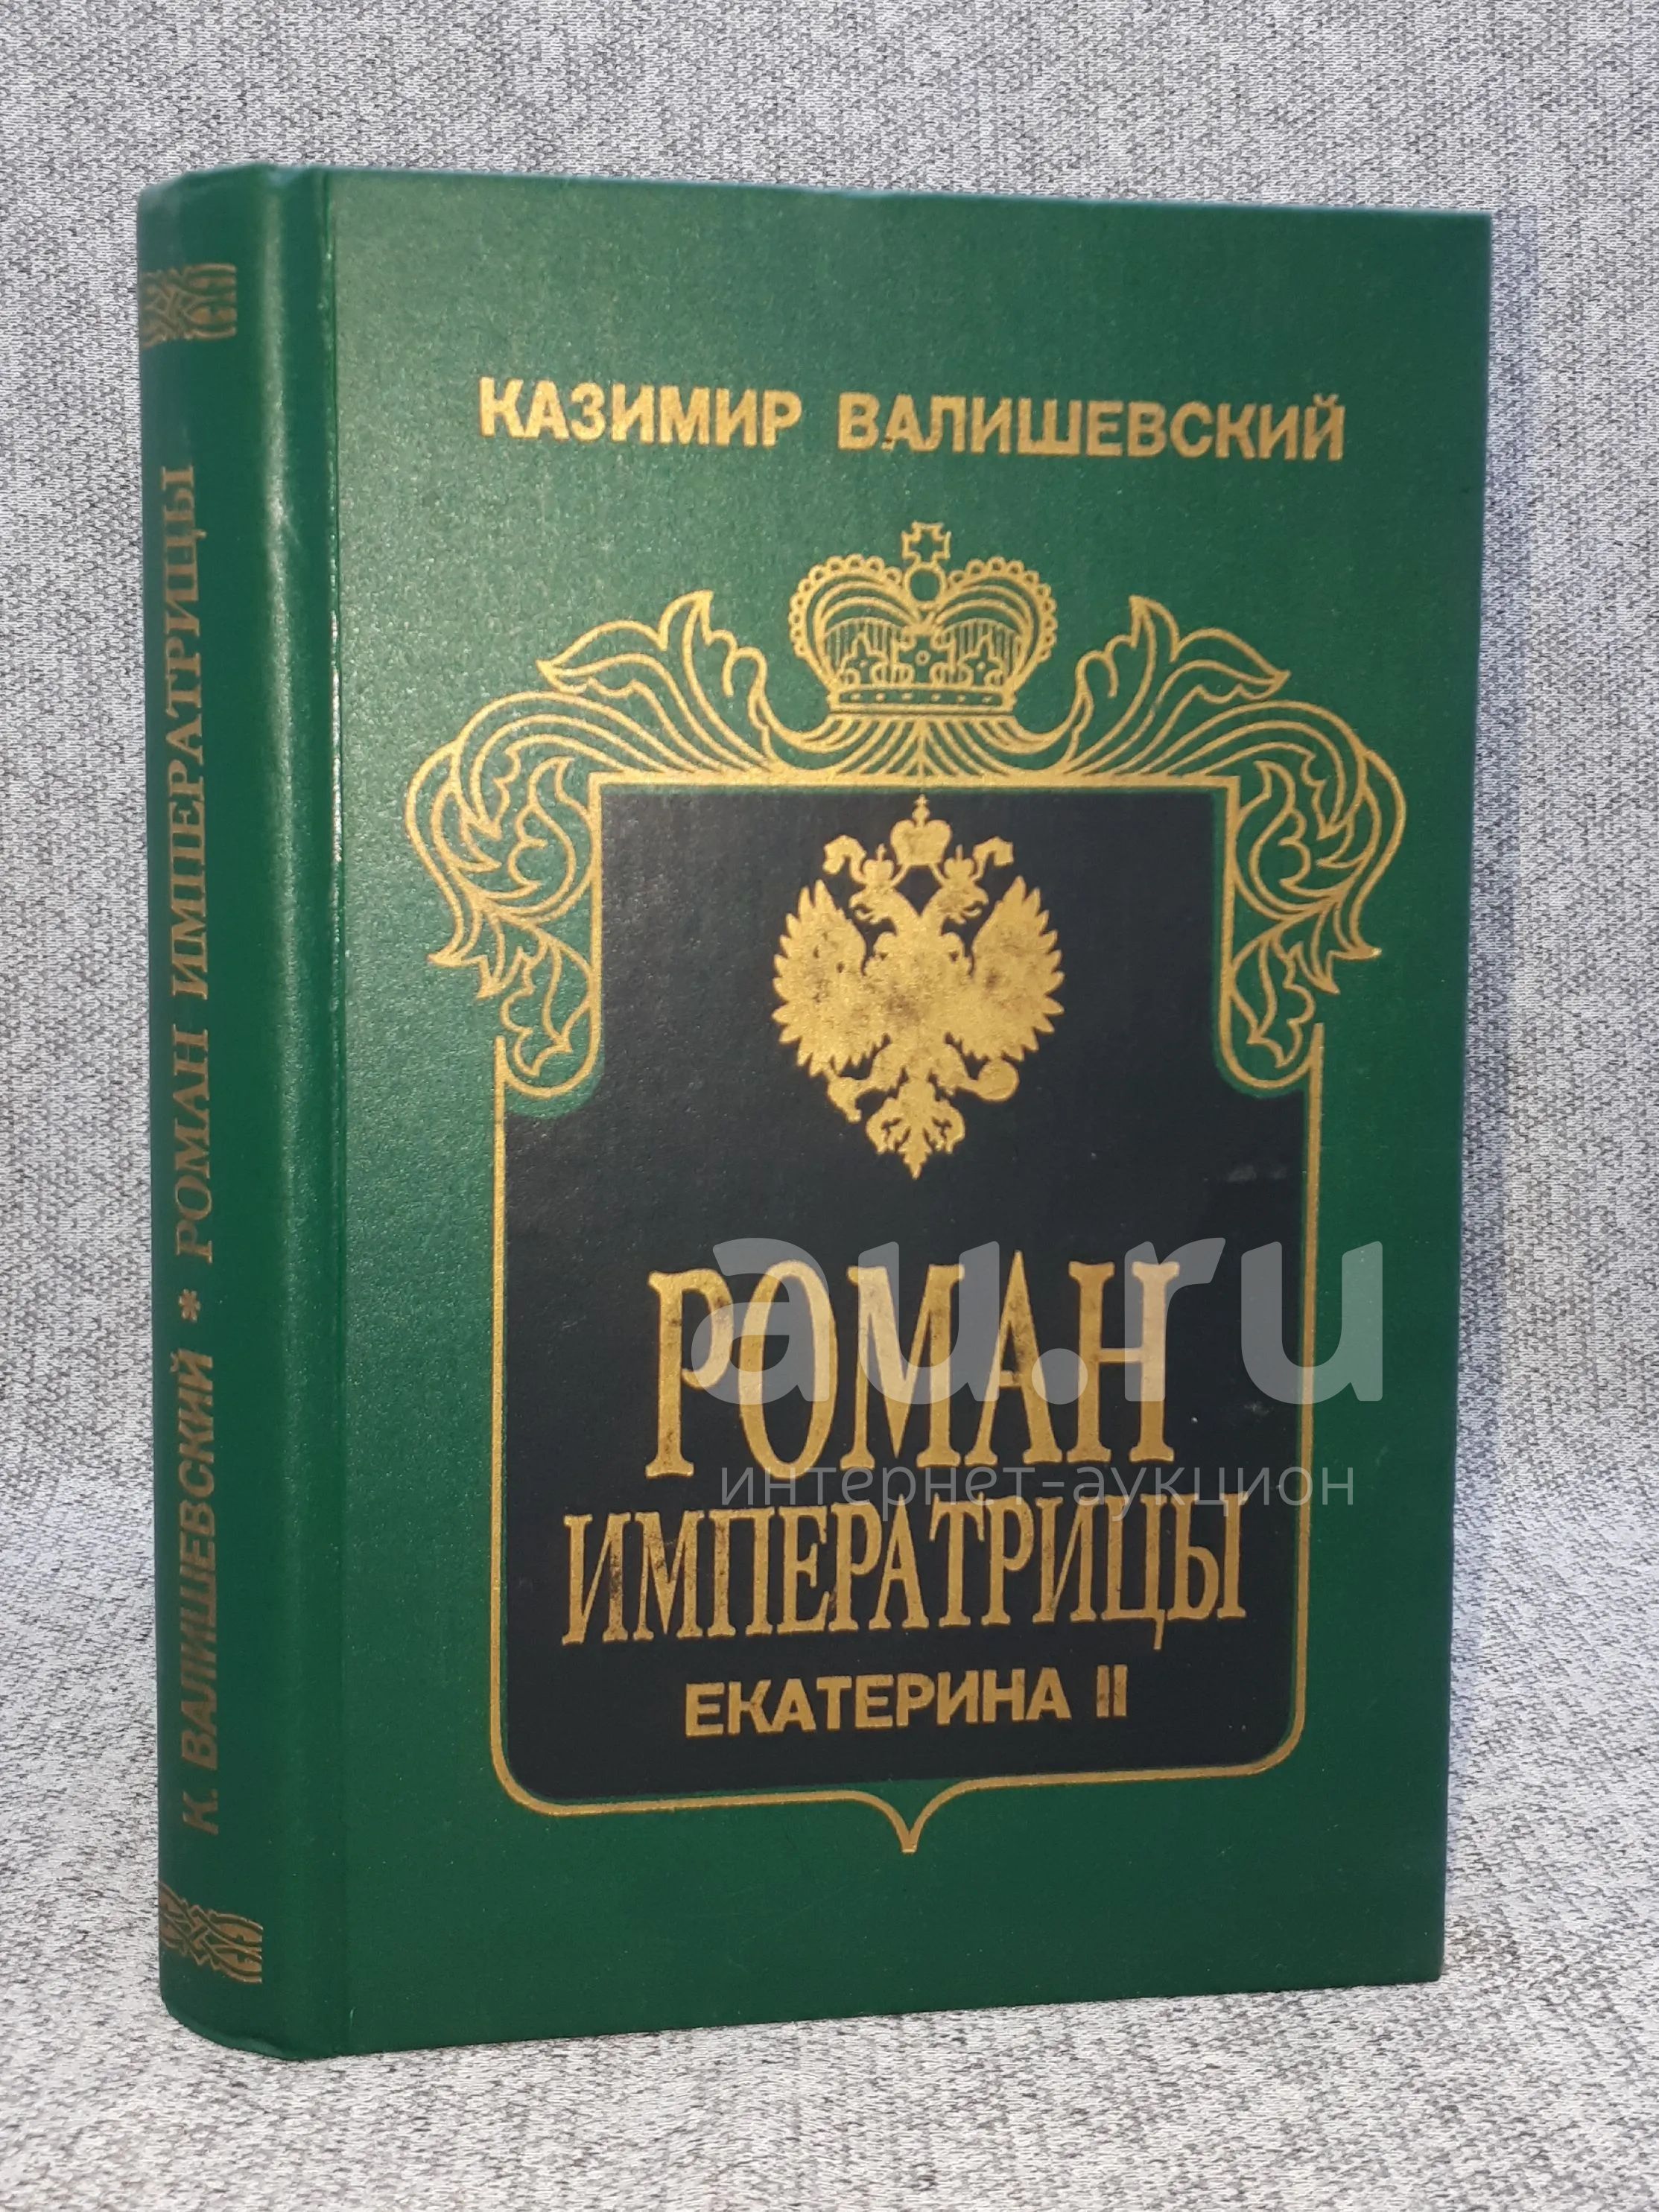 КАЗИМИР ВАЛИШЕВСКИЙ
РОМАН
ИМПЕРАТРИЦЫ
ЕКАТЕРИНА II
К. ВАЛИШЕВСКИЙ * РОМАН ИМПЕРАТРИЦЫ
au.ru
интернет-аукцион